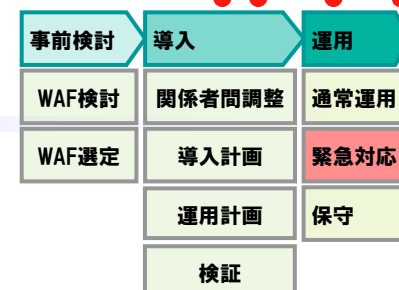 事前検討 導入 運用
WAF検討 関係者間調整 通常運用
WAF選定 導入計画 緊急対応
運用計画 保守
検証